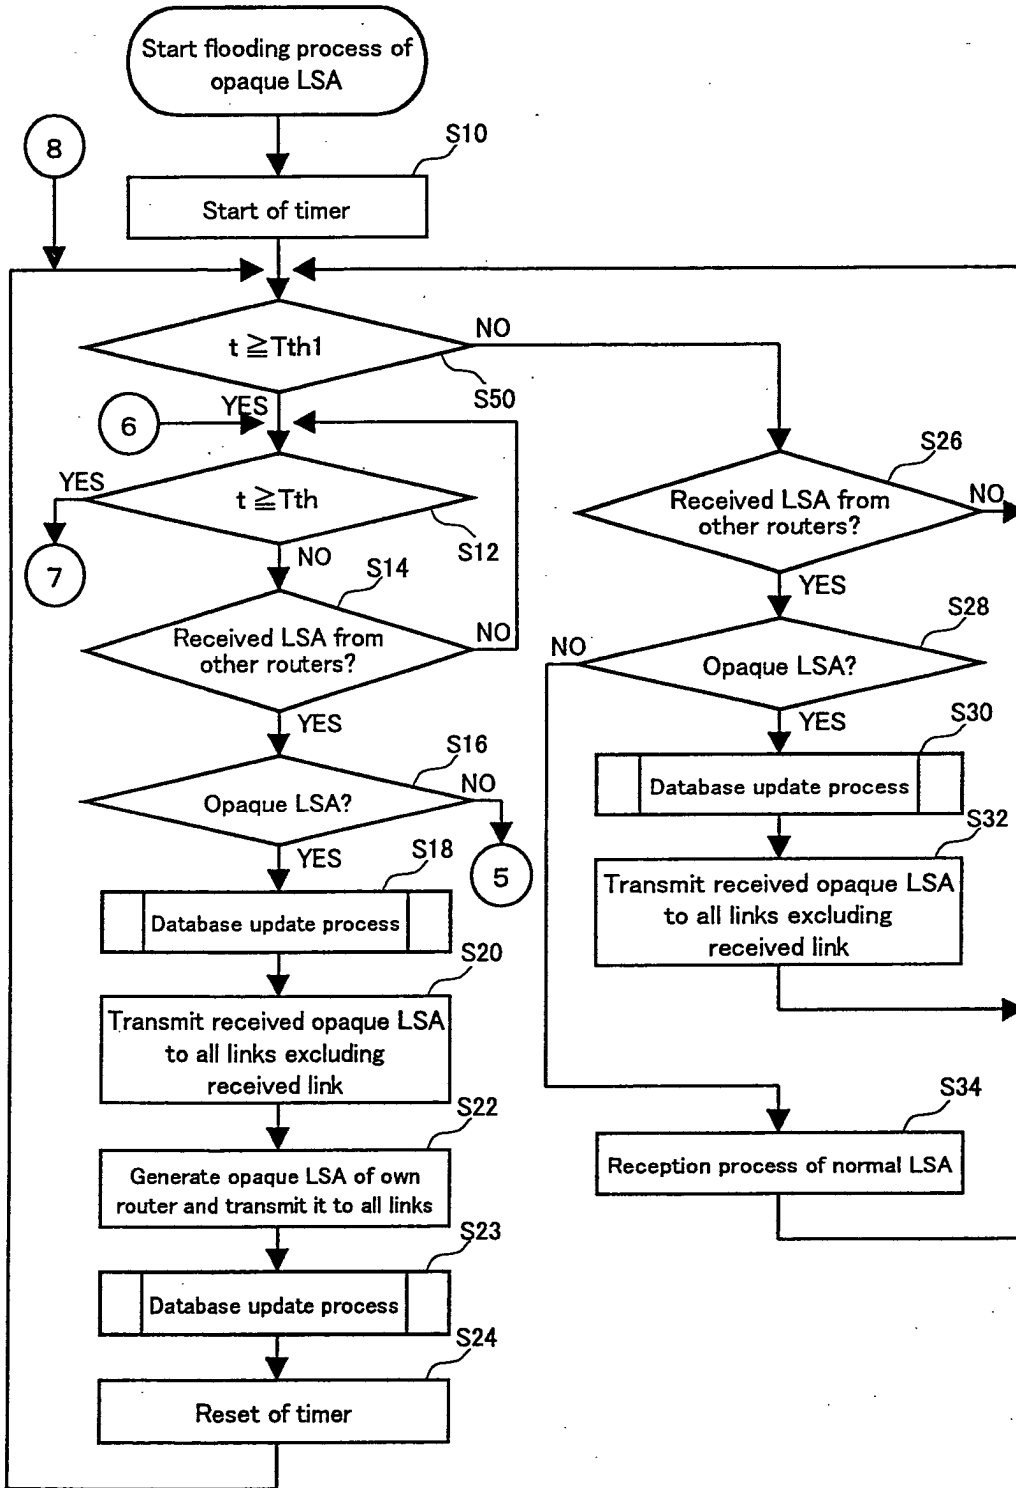 Start flooding process of
opaque LSA
8
S10
Start of timer
t ≧Tth1
NO
S50
YES
6
YES
t ≧Tth
S12
NO
7
S14
Received LSA from
other routers?
NO
YES
S16
Opaque LSA?
NO
5
YES
S18
Database update process
S20
Transmit received opaque LSA
to all links excluding
received link
S22
Generate opaque LSA of own
router and transmit it to all links
S23
Database update process
S24
Reset of timer
S26
Received LSA from
other routers?
NO
YES
S28
NO
Opaque LSA?
YES
S30
Database update process
S32
Transmit received opaque LSA
to all links excluding
received link
S34
Reception process of normal LSA